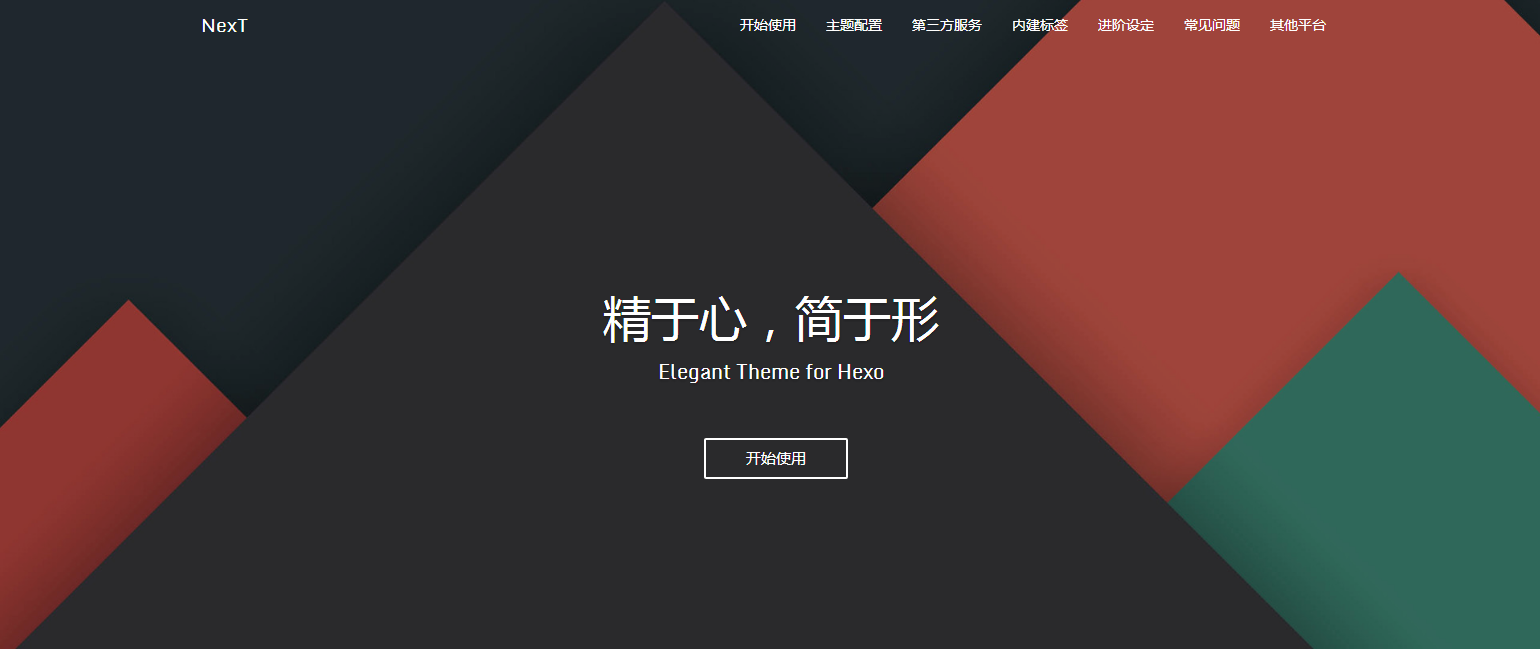 NexT 开始使用 主题配置 第三方服务 内建标签 进阶设定 常见问题 其他平台
精于心，简于形
Elegant Theme for Hexo
开始使用